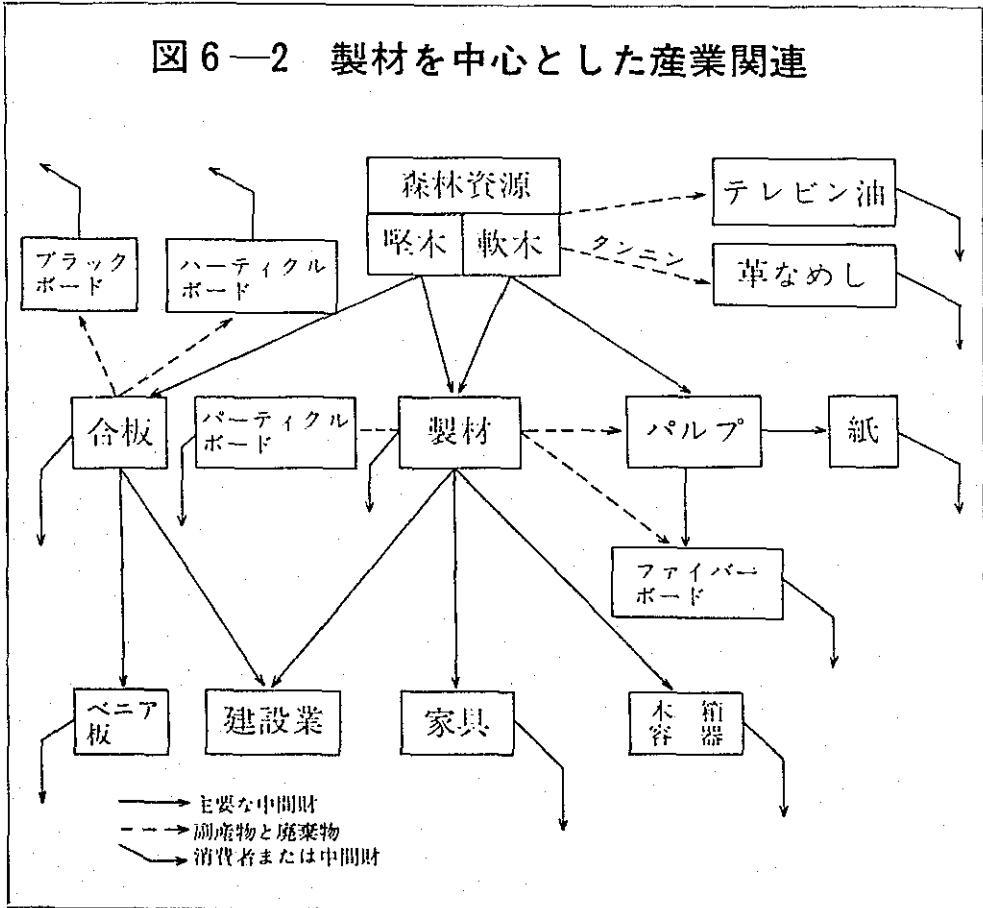 図6—2 製材を中心とした産業関連
森林資源
堅木
軟木
テレビン油
タンニン
革なめし
ブラック
ボード
ハーティクル
ボード
合板
パーティクル
ボード
製材
パルプ
紙
ファイバー
ボード
ベニア
板
建設業
家具
木箱
容器
主要な中間財
副産物と廃棄物
消費者または中間財